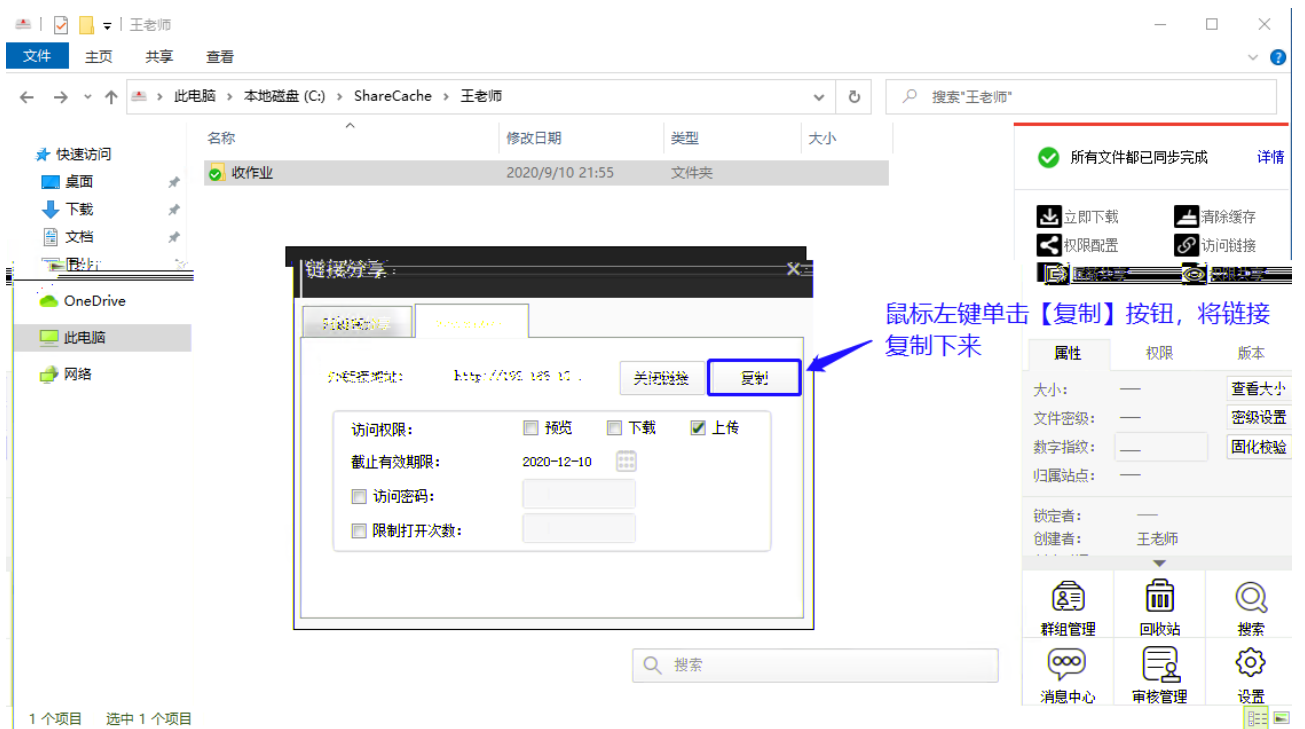 王老师
文件 主页 共享 查看
此电脑 › 本地磁盘 (C:) › ShareCache › 王老师
搜索"王老师"
名称 修改日期 类型 大小
收作业 2020/9/10 21:55 文件夹
快速访问
桌面
下载
文档
OneDrive
此电脑
网络
链接分享:
关闭链接 复制
访问权限: 预览 下载 上传
截止有效期限: 2020-12-10
访问密码:
限制打开次数:
鼠标左键单击【复制】按钮，将链接
复制下来
所有文件都已同步完成 详情
立即下载 清除缓存
权限配置 访问链接
属性 权限 版本
大小: — 查看大小
文件密级: — 密级设置
数字指纹: — 固化校验
归属站点: —
锁定者: —
创建者: 王老师
群组管理 回收站 搜索
消息中心 审核管理 设置
搜索
1 个项目 选中 1 个项目